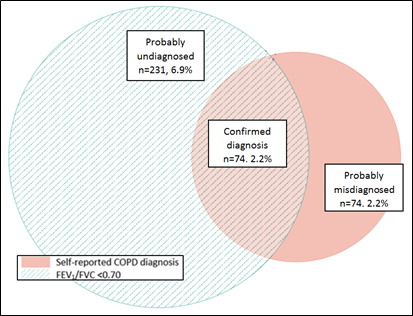 Probably
undiagnosed
n=231, 6.9%
Confirmed
diagnosis
n=74. 2.2%
Probably
misdiagnosed
n=74. 2.2%
Self-reported COPD diagnosis
FEV₁/FVC <0.70